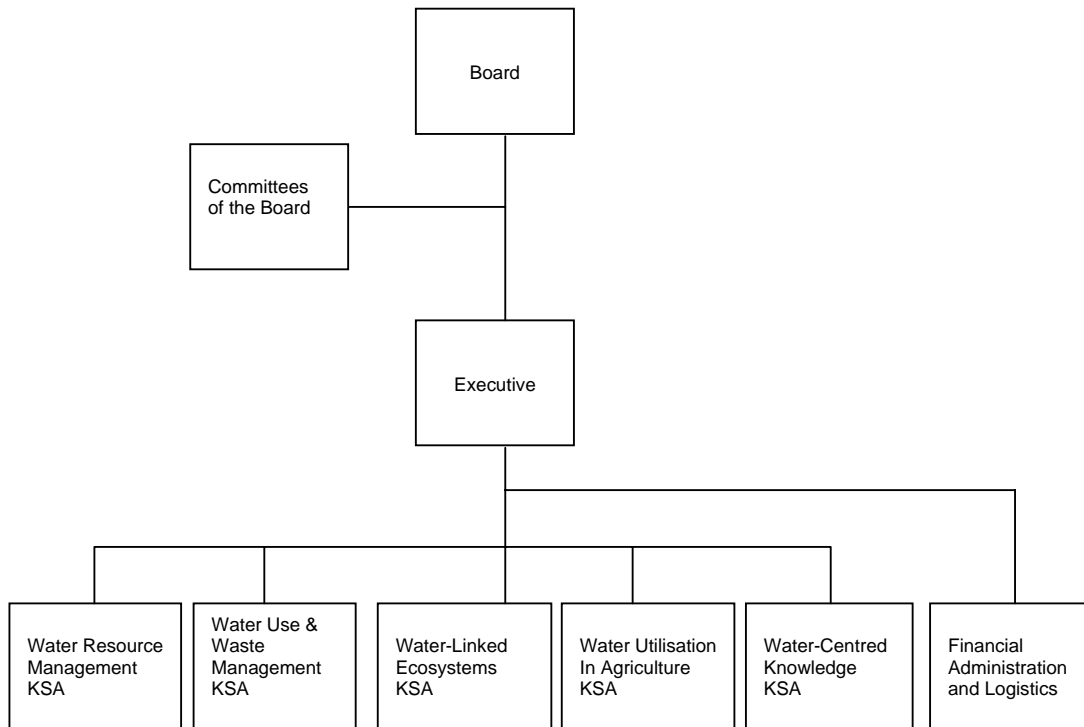 Board
Committees
of the Board
Executive
Water Resource
Management
KSA
Water Use &
Waste
Management
KSA
Water-Linked
Ecosystems
KSA
Water Utilisation
In Agriculture
KSA
Water-Centred
Knowledge
KSA
Financial
Administration
and Logistics